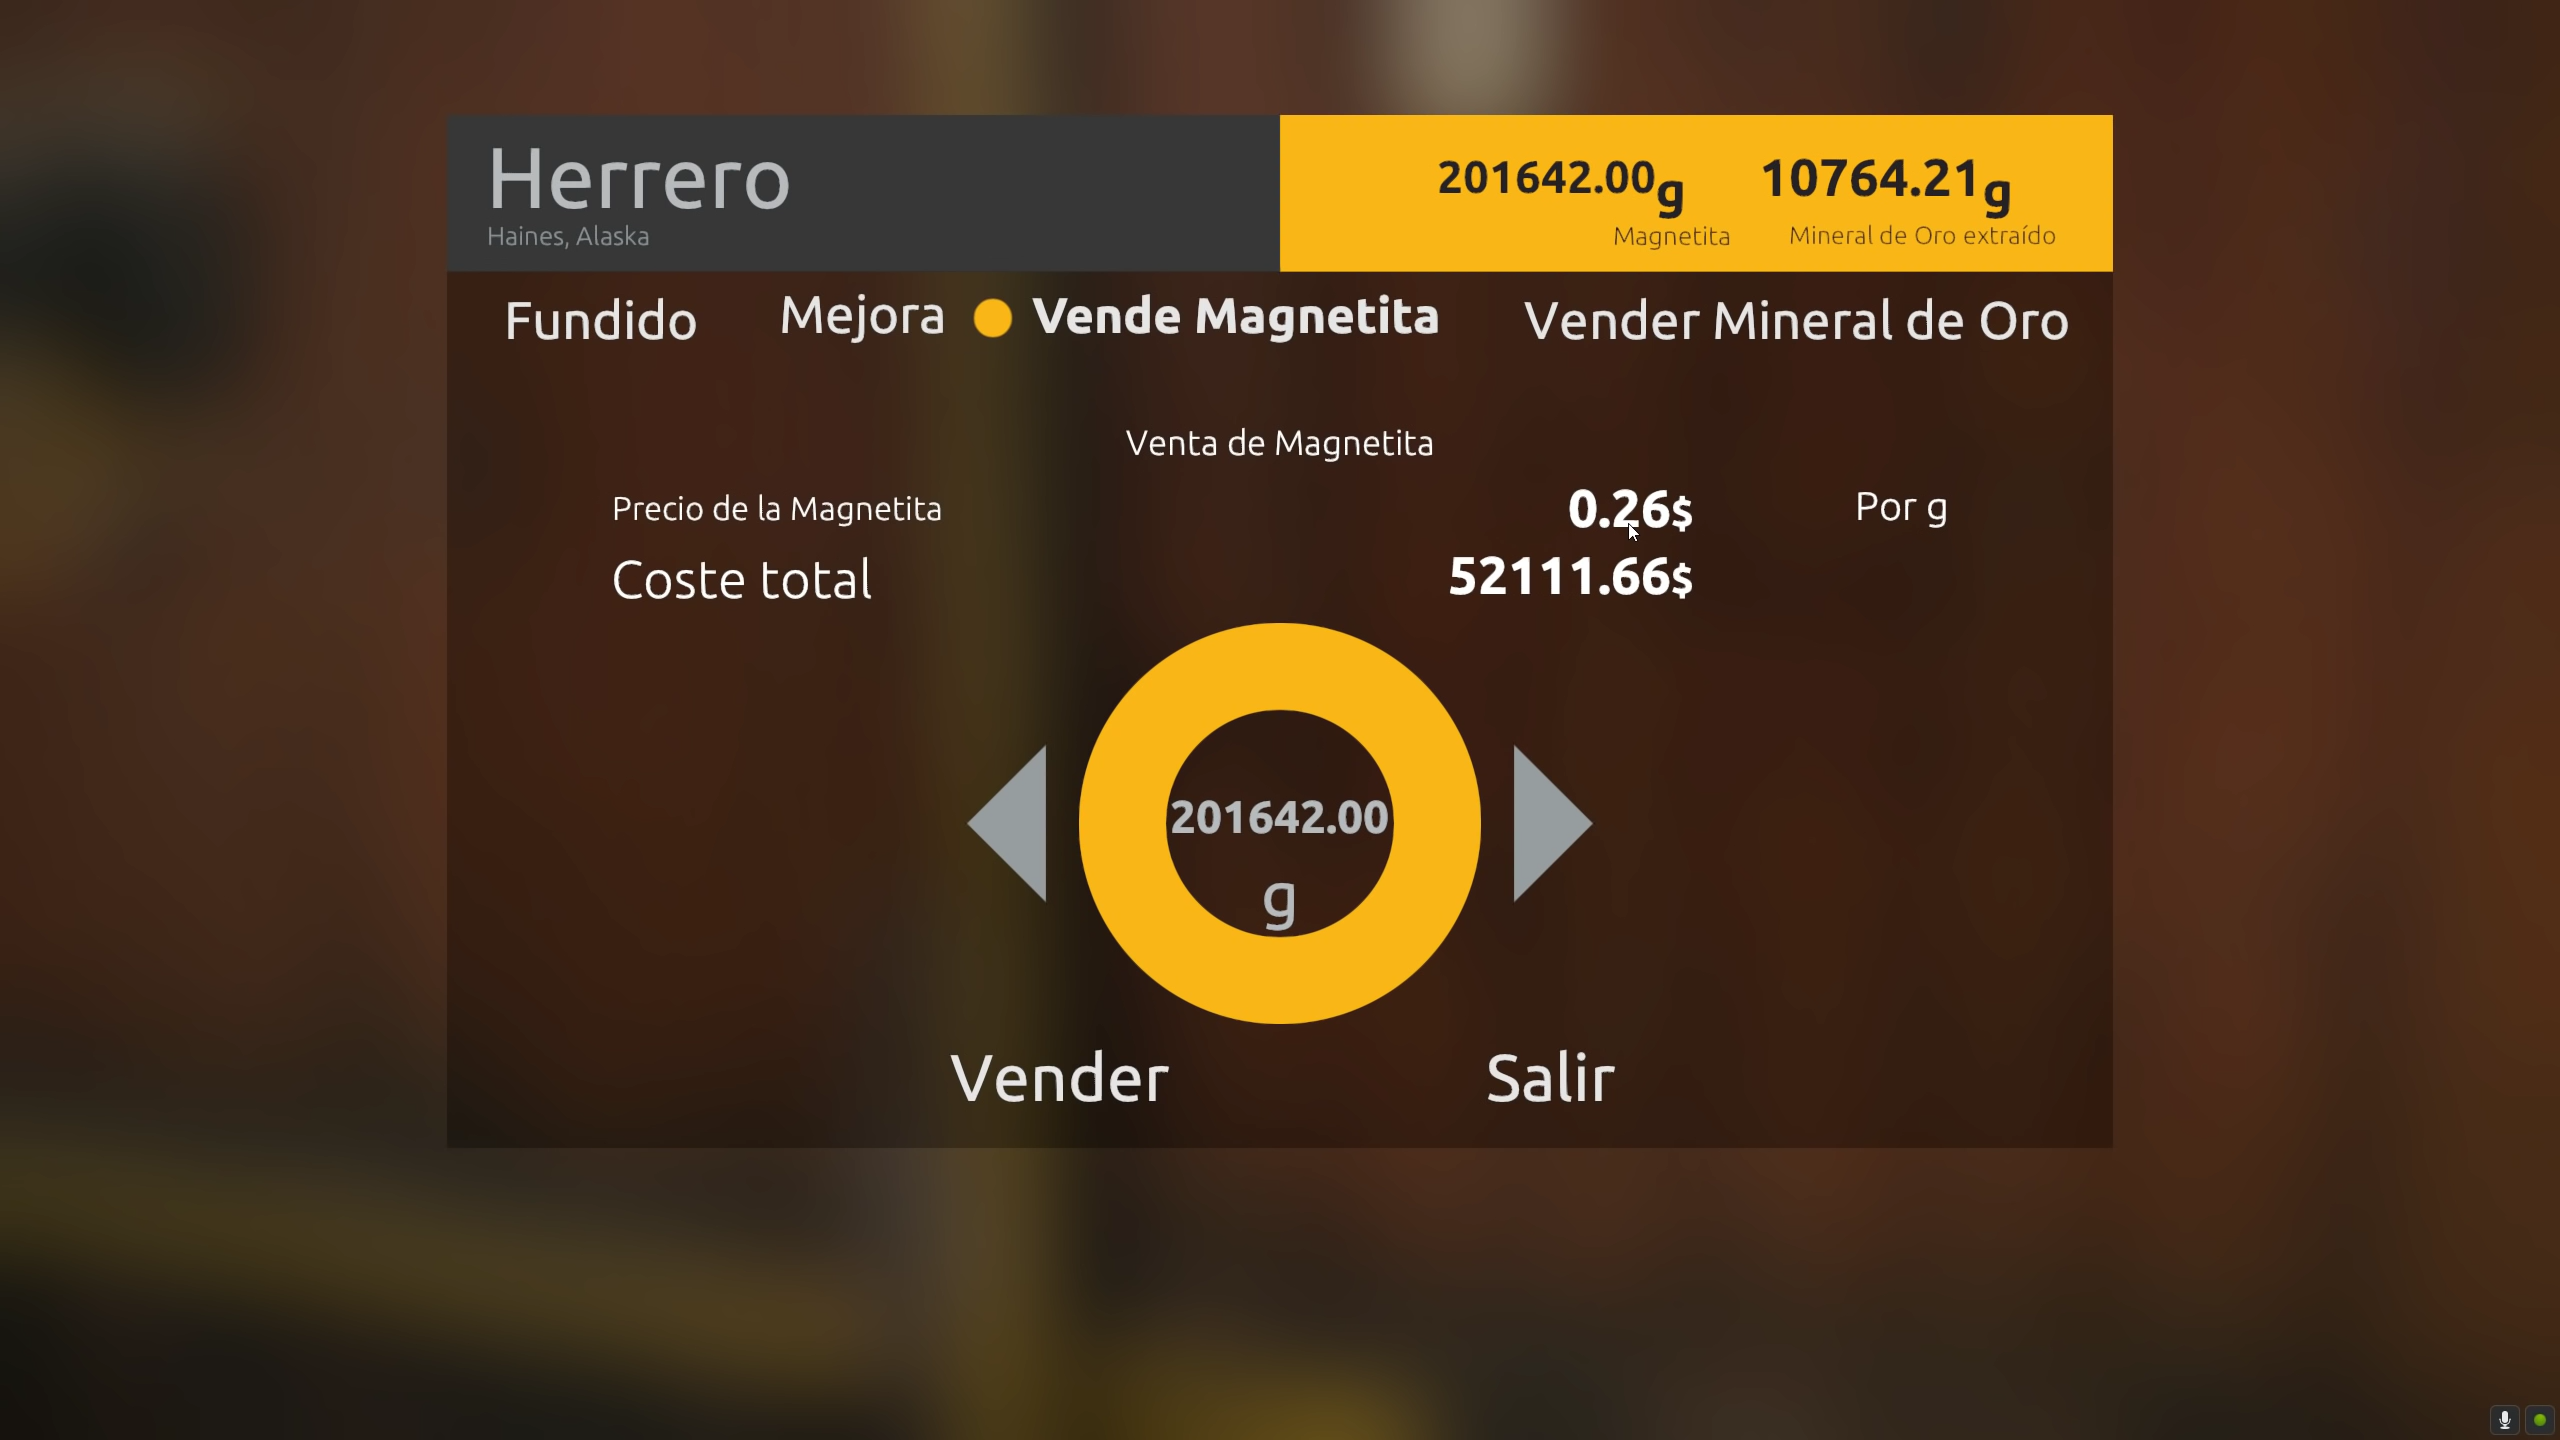 Herrero
Haines, Alaska
201642.00g
Magnetita
10764.21g
Mineral de Oro extraído
Fundido
Mejora
Vende Magnetita
Vender Mineral de Oro
Venta de Magnetita
Precio de la Magnetita 0.26$ Por g
Coste total 52111.66$
201642.00
g
Vender
Salir